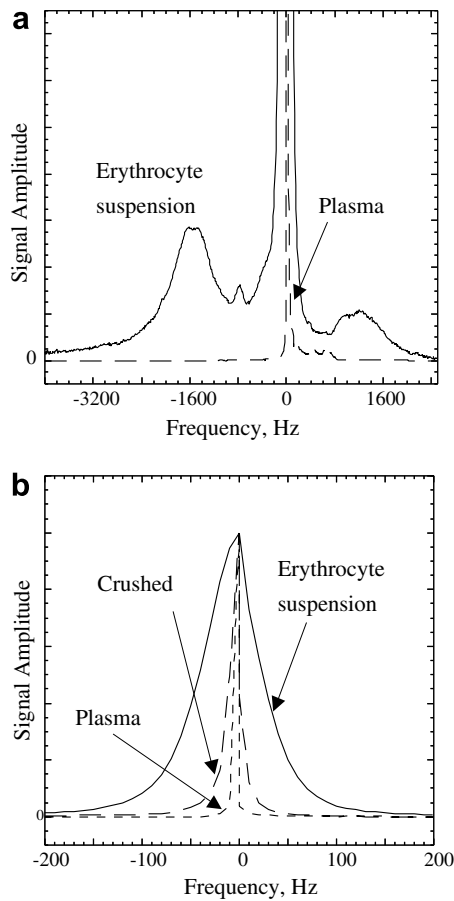 a
Signal Amplitude
Erythrocyte
suspension
Plasma
0
-3200 -1600 0 1600
Frequency, Hz
b
Signal Amplitude
Crushed
Erythrocyte
suspension
Plasma
0
-200 -100 0 100 200
Frequency, Hz